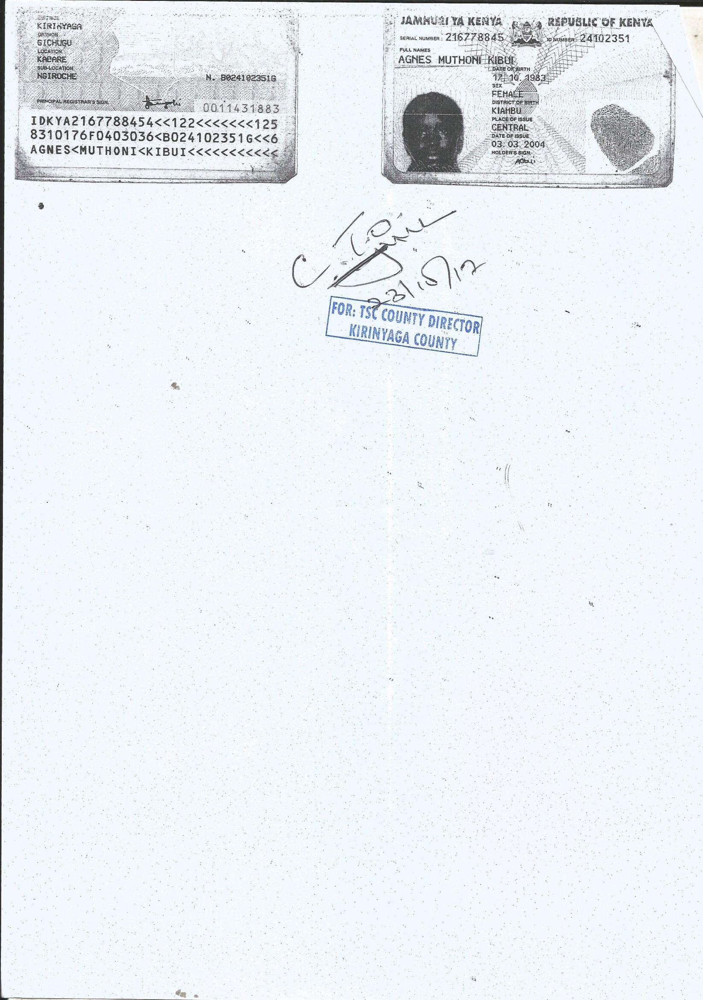 DISTRICT
KIRINYAGA
DIVISION
GICHUGU
LOCATION
KABARE
SUB-LOCATION
NGIROCHE
N. B024102351G
PRINCIPAL REGISTRAR'S SIGN.
0011431883
IDKYA2167788454<<122<<<<<<<125
8310176F0403036<B024102351G<<6
AGNES<MUTHONI<KIBUI<<<<<<<<<<<
JAMHURI YA KENYA REPUBLIC OF KENYA
SERIAL NUMBER : 216778845 ID NUMBER : 24102351
FULL NAMES
AGNES MUTHONI KIBUI
DATE OF BIRTH
17. 10. 1983
SEX
FEMALE
DISTRICT OF BIRTH
KIAMBU
PLACE OF ISSUE
CENTRAL
DATE OF ISSUE
03. 03. 2004
HOLDER'S SIGN.
23/10/17
FOR: TSC COUNTY DIRECTOR
KIRINYAGA COUNTY